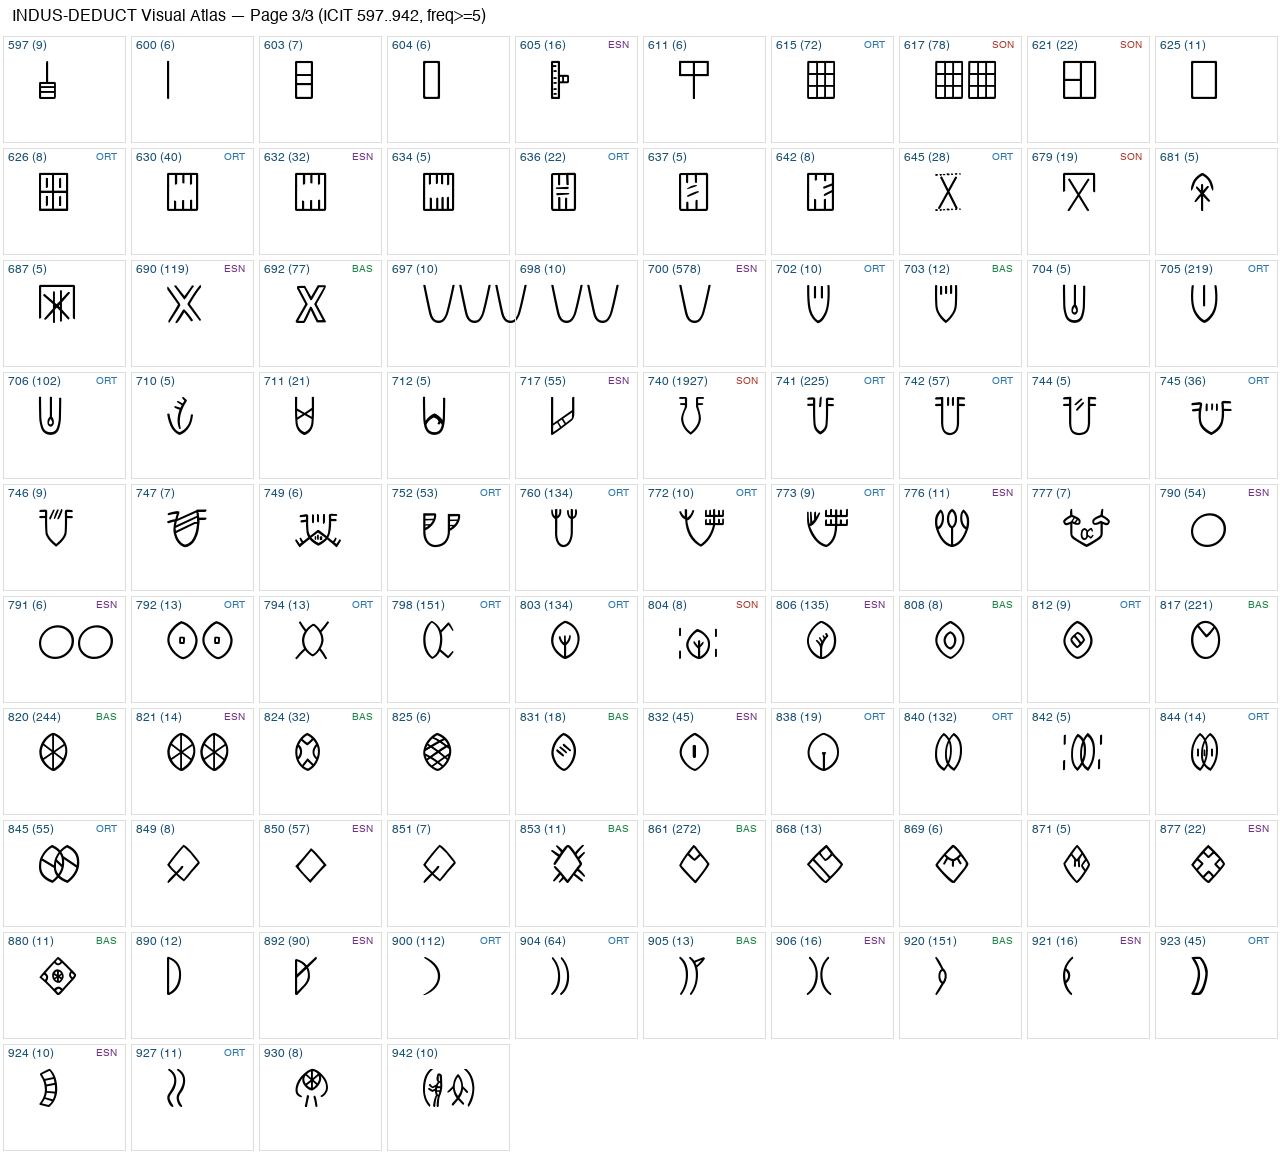 INDUS-DEDUCT Visual Atlas — Page 3/3 (ICIT 597..942, freq>=5)
597 (9) 600 (6) 603 (7) 604 (6) 605 (16) ESN 611 (6) 615 (72) ORT 617 (78) SON 621 (22) SON 625 (11)
626 (8) ORT 630 (40) ORT 632 (32) ESN 634 (5) 636 (22) ORT 637 (5) 642 (8) 645 (28) ORT 679 (19) SON 681 (5)
687 (5) 690 (119) ESN 692 (77) BAS 697 (10) 698 (10) 700 (578) ESN 702 (10) ORT 703 (12) BAS 704 (5) 705 (219) ORT
706 (102) ORT 710 (5) 711 (21) 712 (5) 717 (55) ESN 740 (1927) SON 741 (225) ORT 742 (57) ORT 744 (5) ORT 745 (36) ORT
746 (9) 747 (7) 749 (6) 752 (53) ORT 760 (134) ORT 772 (10) ORT 773 (9) ORT 776 (11) ESN 777 (7) 790 (54) ESN
791 (6) ESN 792 (13) ORT 794 (13) ORT 798 (151) ORT 803 (134) ORT 804 (8) SON 806 (135) ESN 808 (8) BAS 812 (9) ORT 817 (221) BAS
820 (244) BAS 821 (14) ESN 824 (32) BAS 825 (6) 831 (18) BAS 832 (45) ESN 838 (19) ORT 840 (132) ORT 842 (5) 844 (14) ORT
845 (55) ORT 849 (8) 850 (57) ESN 851 (7) 853 (11) BAS 861 (272) BAS 868 (13) 869 (6) 871 (5) 877 (22) ESN
880 (11) BAS 890 (12) 892 (90) ESN 900 (112) ORT 904 (64) ORT 905 (13) BAS 906 (16) ESN 920 (151) BAS 921 (16) ESN 923 (45) ORT
924 (10) ESN 927 (11) ORT 930 (8) 942 (10)